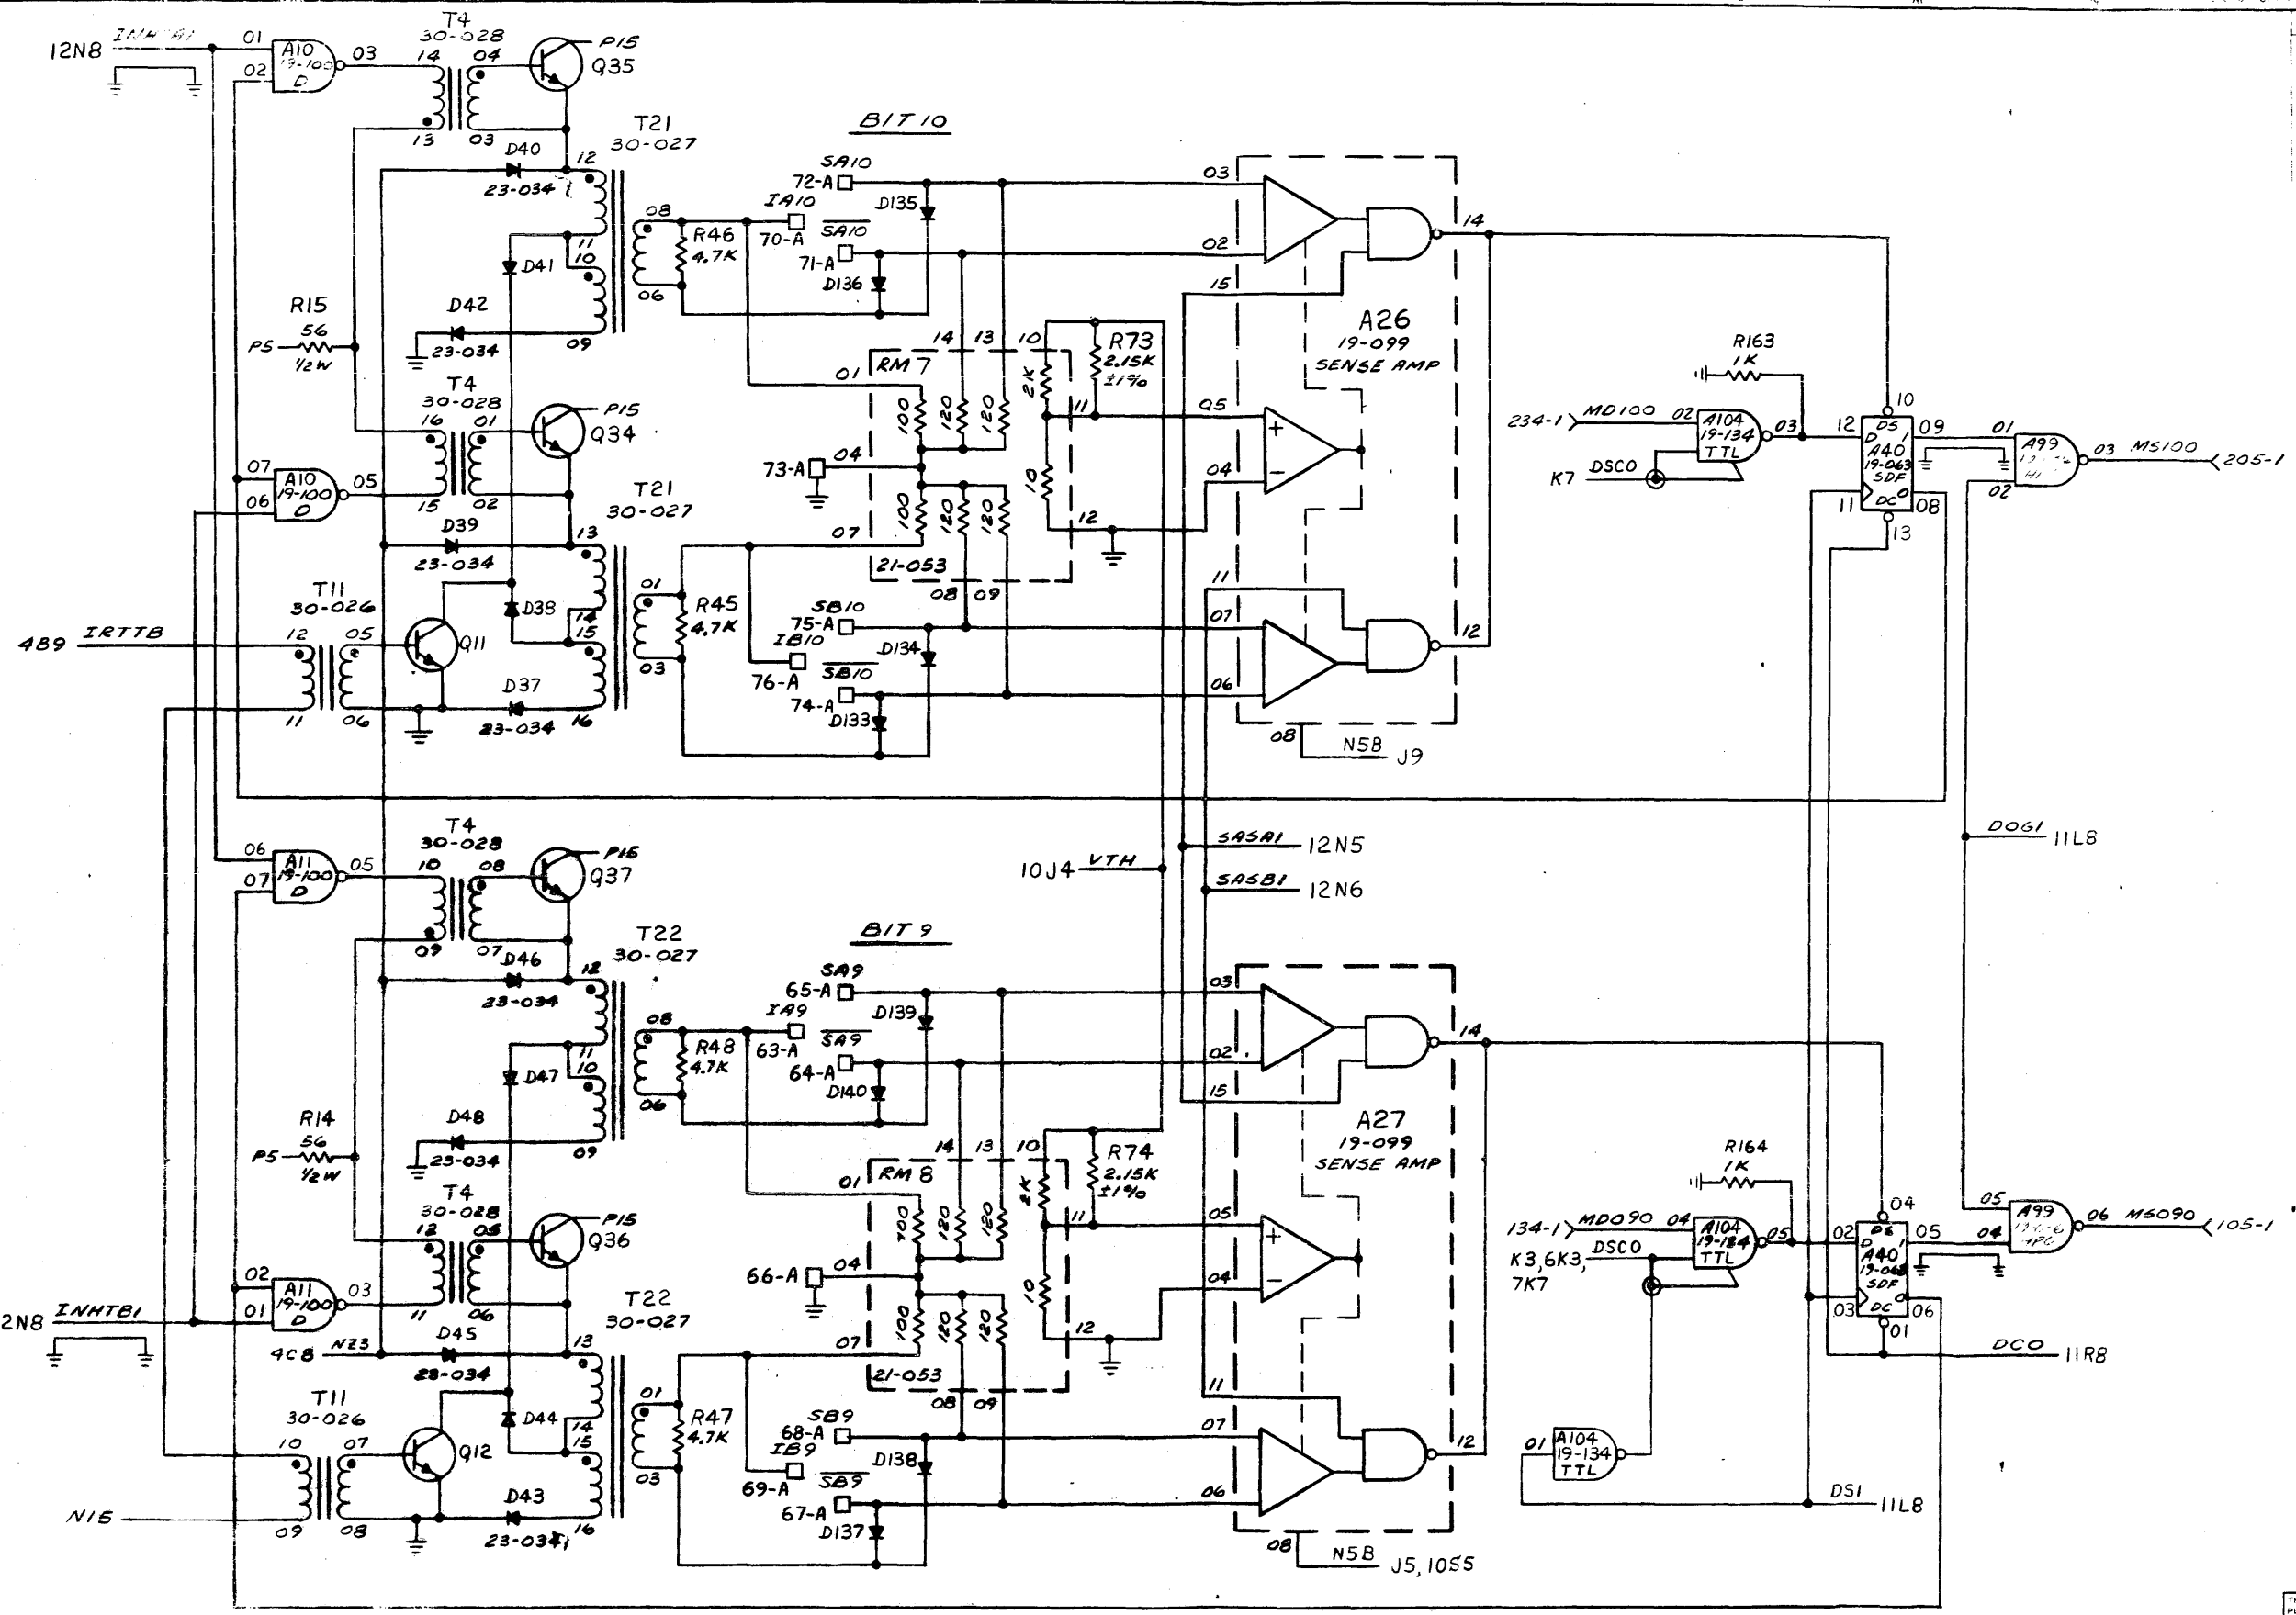 T4
30-028
12N8
01
A10
19-100
D
02
03
14
04
P15
Q35
13
03
T21
30-027
BIT 10
D40
23-034
12
11
10
D41
D42
23-034
09
08
06
R46
4.7K
SA10
72-A
IA10
70-A
SA10
71-A
D135
D136
R15
56
1/2W
P5
T4
30-028
16
01
P15
Q34
07
A10
19-100
D
06
05
15
02
T21
30-027
D39
23-034
13
14
15
16
T11
30-026
4B9
IRTTB
12
05
Q11
11
06
D38
D37
23-034
01
03
R45
4.7K
SB10
75-A
IB10
76-A
SB10
74-A
D134
D133
14
13
10
01
RM 7
100
120
120
2K
R73
2.15K
±1%
11
73-A
04
100
120
120
10
12
07
21-053
08
09
03
02
15
14
A26
19-099
SENSE AMP
05
+
04
-
11
07
06
12
08
N5B
J9
R163
1K
234-1
MD100
02
A104
19-134
TTL
03
DSC0
K7
10
12
D
DS
1
A40
19-063
SDF
DC
0
09
11
08
13
01
A99
02
03
MS100
205-1
SASA1
12N5
10J4
VTH
SASB1
12N6
DOG1
11L8
T4
30-028
06
A11
19-100
D
07
05
10
08
P15
Q37
09
07
T22
30-027
BIT 9
D46
23-034
12
11
10
D47
D48
23-034
09
08
06
R48
4.7K
SA9
65-A
IA9
63-A
SA9
64-A
D139
D140
R14
56
1/2W
P5
T4
30-028
12
05
P15
Q36
02
A11
19-100
D
01
03
11
06
2N8
INHTB1
T22
30-027
4C8
NZ3
D45
23-034
13
14
15
16
T11
30-026
10
07
Q12
N15
09
08
D44
D43
23-034
01
03
R47
4.7K
SB9
68-A
IB9
69-A
SB9
67-A
D138
D137
14
13
10
01
RM 8
100
120
120
2K
R74
2.15K
±1%
11
66-A
04
100
120
120
10
12
07
21-053
08
09
03
02
15
14
A27
19-099
SENSE AMP
05
+
04
-
11
07
06
12
08
N5B
J5,10S5
R164
1K
134-1
MD090
04
A104
19-134
TTL
05
K3,6K3,
7K7
DSC0
04
02
D
DS
1
A40
SDF
DC
0
05
03
06
01
05
A99
04
06
MS090
105-1
DC0
11R8
01
A104
19-134
TTL
DS1
11L8